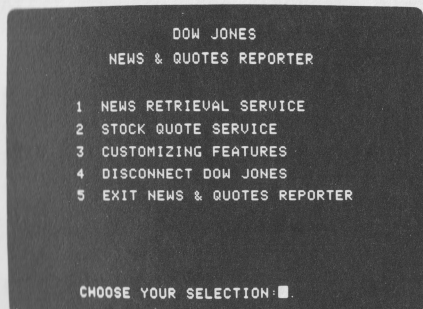 DOW JONES
NEWS & QUOTES REPORTER
1 NEWS RETRIEVAL SERVICE
2 STOCK QUOTE SERVICE
3 CUSTOMIZING FEATURES
4 DISCONNECT DOW JONES
5 EXIT NEWS & QUOTES REPORTER
CHOOSE YOUR SELECTION: